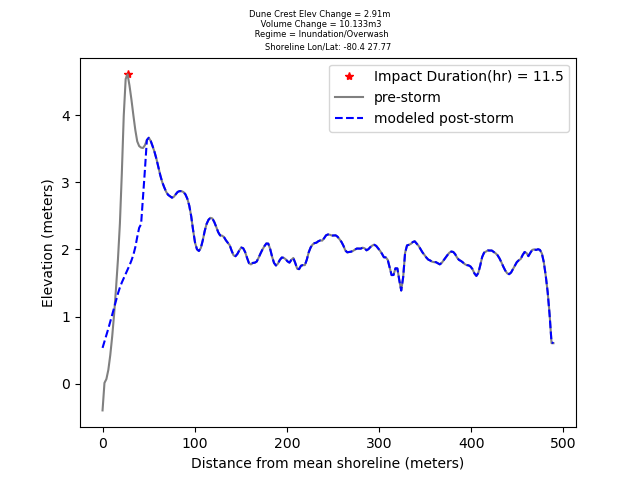 Dune Crest Elev Change = 2.91m
Volume Change = 10.133m3
Regime = Inundation/Overwash
Shoreline Lon/Lat: -80.4 27.77
Impact Duration(hr) = 11.5
pre-storm
modeled post-storm
Elevation (meters)
4
3
2
1
0
0 100 200 300 400 500
Distance from mean shoreline (meters)